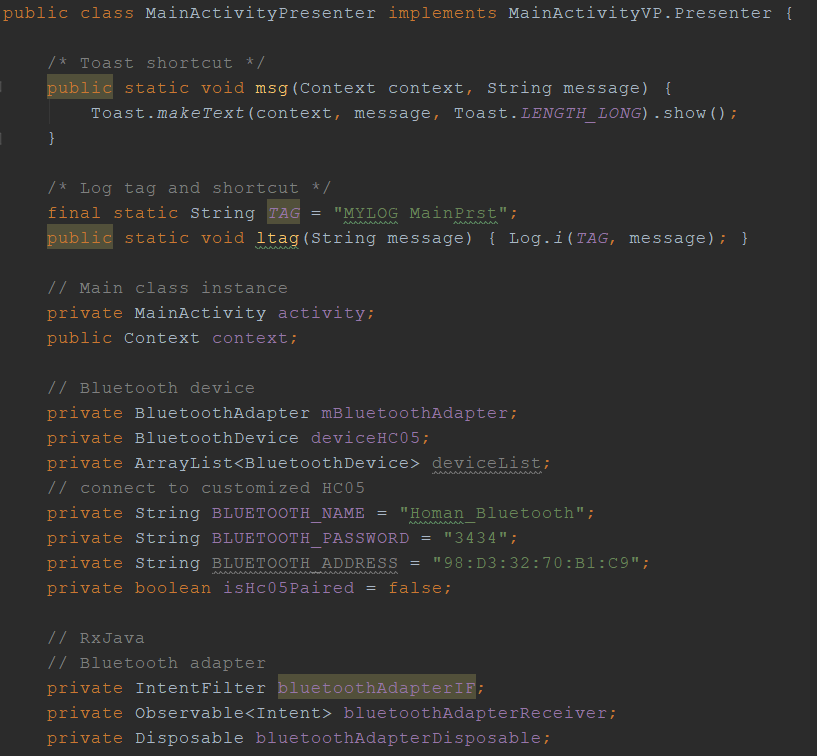 public class MainActivityPresenter implements MainActivityVP.Presenter {
/* Toast shortcut */
public static void msg(Context context, String message) {
Toast.makeText(context, message, Toast.LENGTH_LONG).show();
}
/* Log tag and shortcut */
final static String TAG = "MYLOG MainPrst";
public static void ltag(String message) { Log.i(TAG, message); }
// Main class instance
private MainActivity activity;
public Context context;
// Bluetooth device
private BluetoothAdapter mBluetoothAdapter;
private BluetoothDevice deviceHC05;
private ArrayList<BluetoothDevice> deviceList;
// connect to customized HC05
private String BLUETOOTH_NAME = "Homan_Bluetooth";
private String BLUETOOTH_PASSWORD = "3434";
private String BLUETOOTH_ADDRESS = "98:D3:32:70:B1:C9";
private boolean isHc05Paired = false;
// RxJava
// Bluetooth adapter
private IntentFilter bluetoothAdapterIF;
private Observable<Intent> bluetoothAdapterReceiver;
private Disposable bluetoothAdapterDisposable;